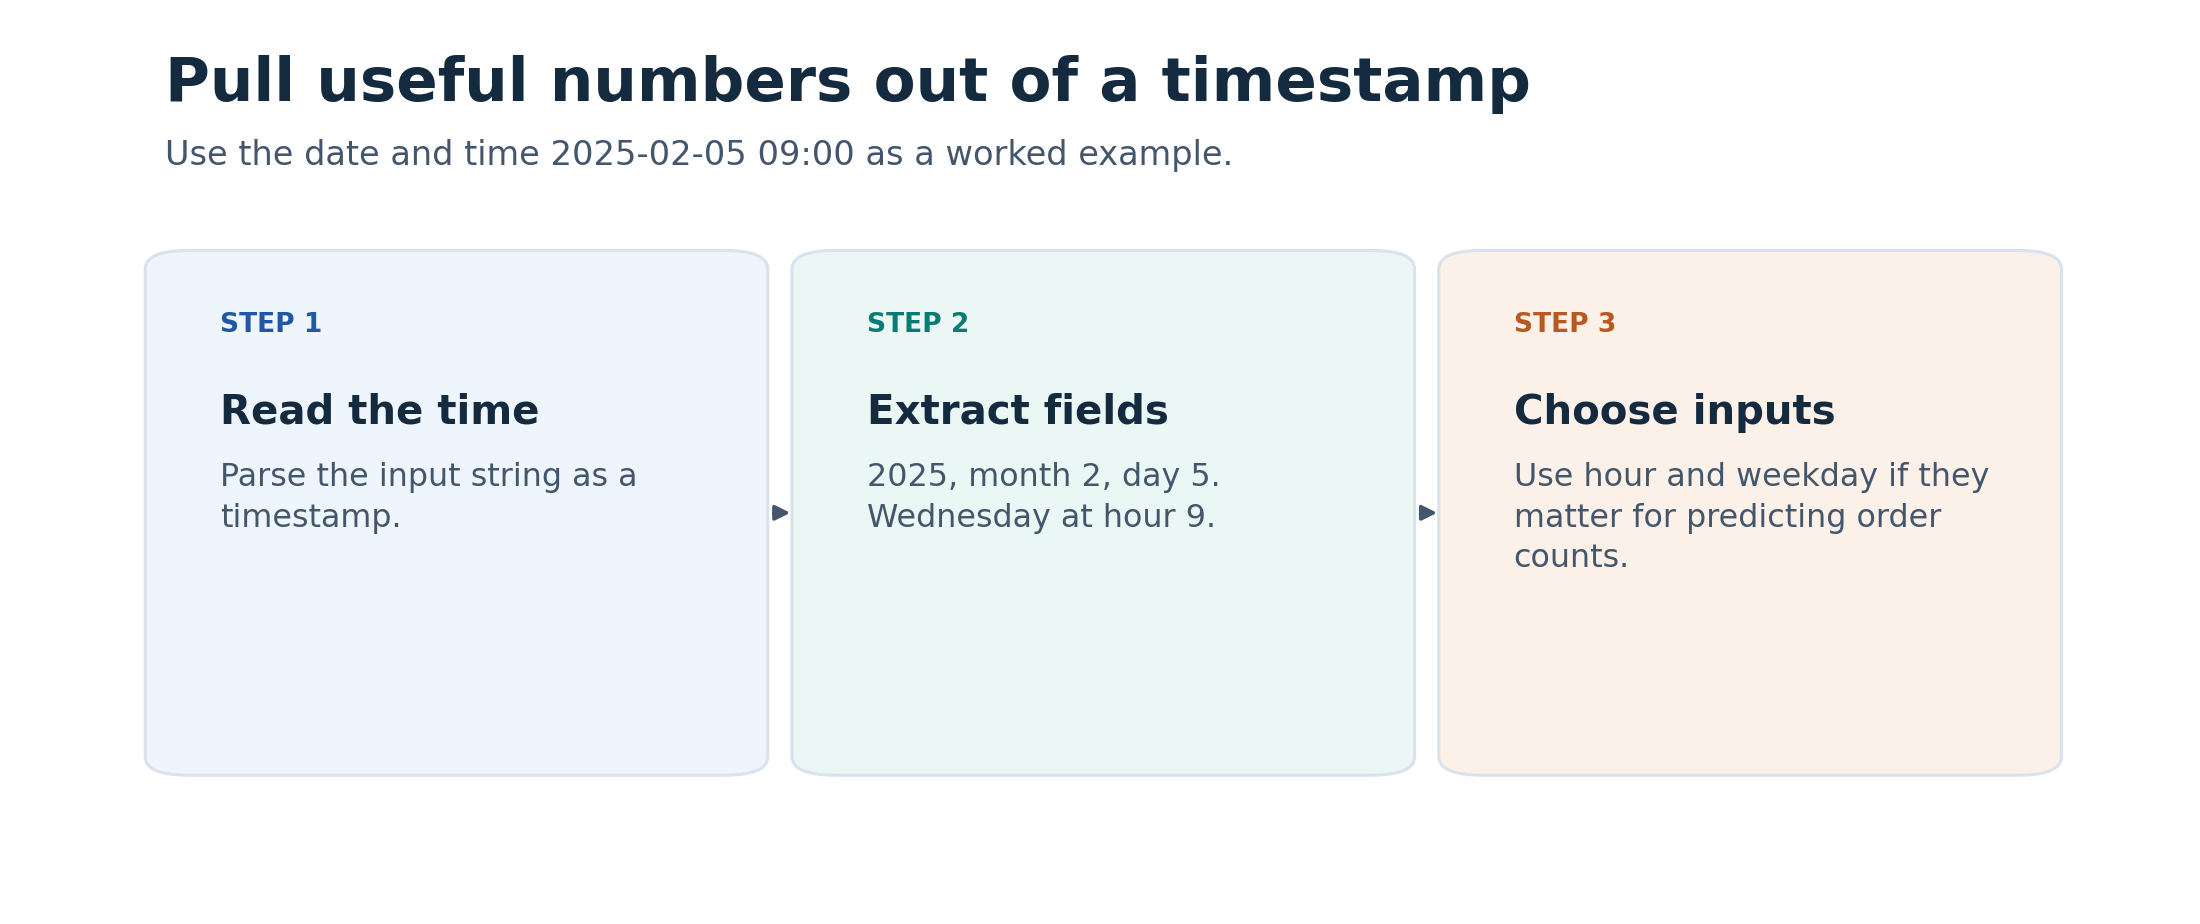 Pull useful numbers out of a timestamp
Use the date and time 2025-02-05 09:00 as a worked example.
STEP 1
Read the time
Parse the input string as a
timestamp.
STEP 2
Extract fields
2025, month 2, day 5.
Wednesday at hour 9.
STEP 3
Choose inputs
Use hour and weekday if they
matter for predicting order
counts.